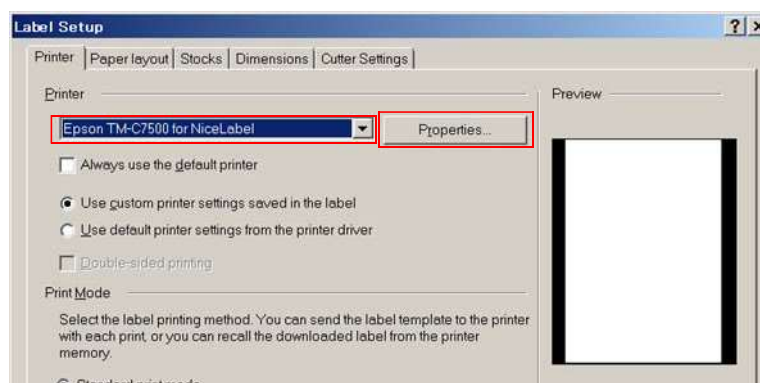 Label Setup
Printer Paper layout Stocks Dimensions Cutter Settings
Printer Preview
Epson TM-C7500 for NiceLabel Properties...
Always use the default printer
Use custom printer settings saved in the label
Use default printer settings from the printer driver
Double-sided printing
Print Mode
Select the label printing method. You can send the label template to the printer
with each print, or you can recall the downloaded label from the printer
memory.
Standard print mode